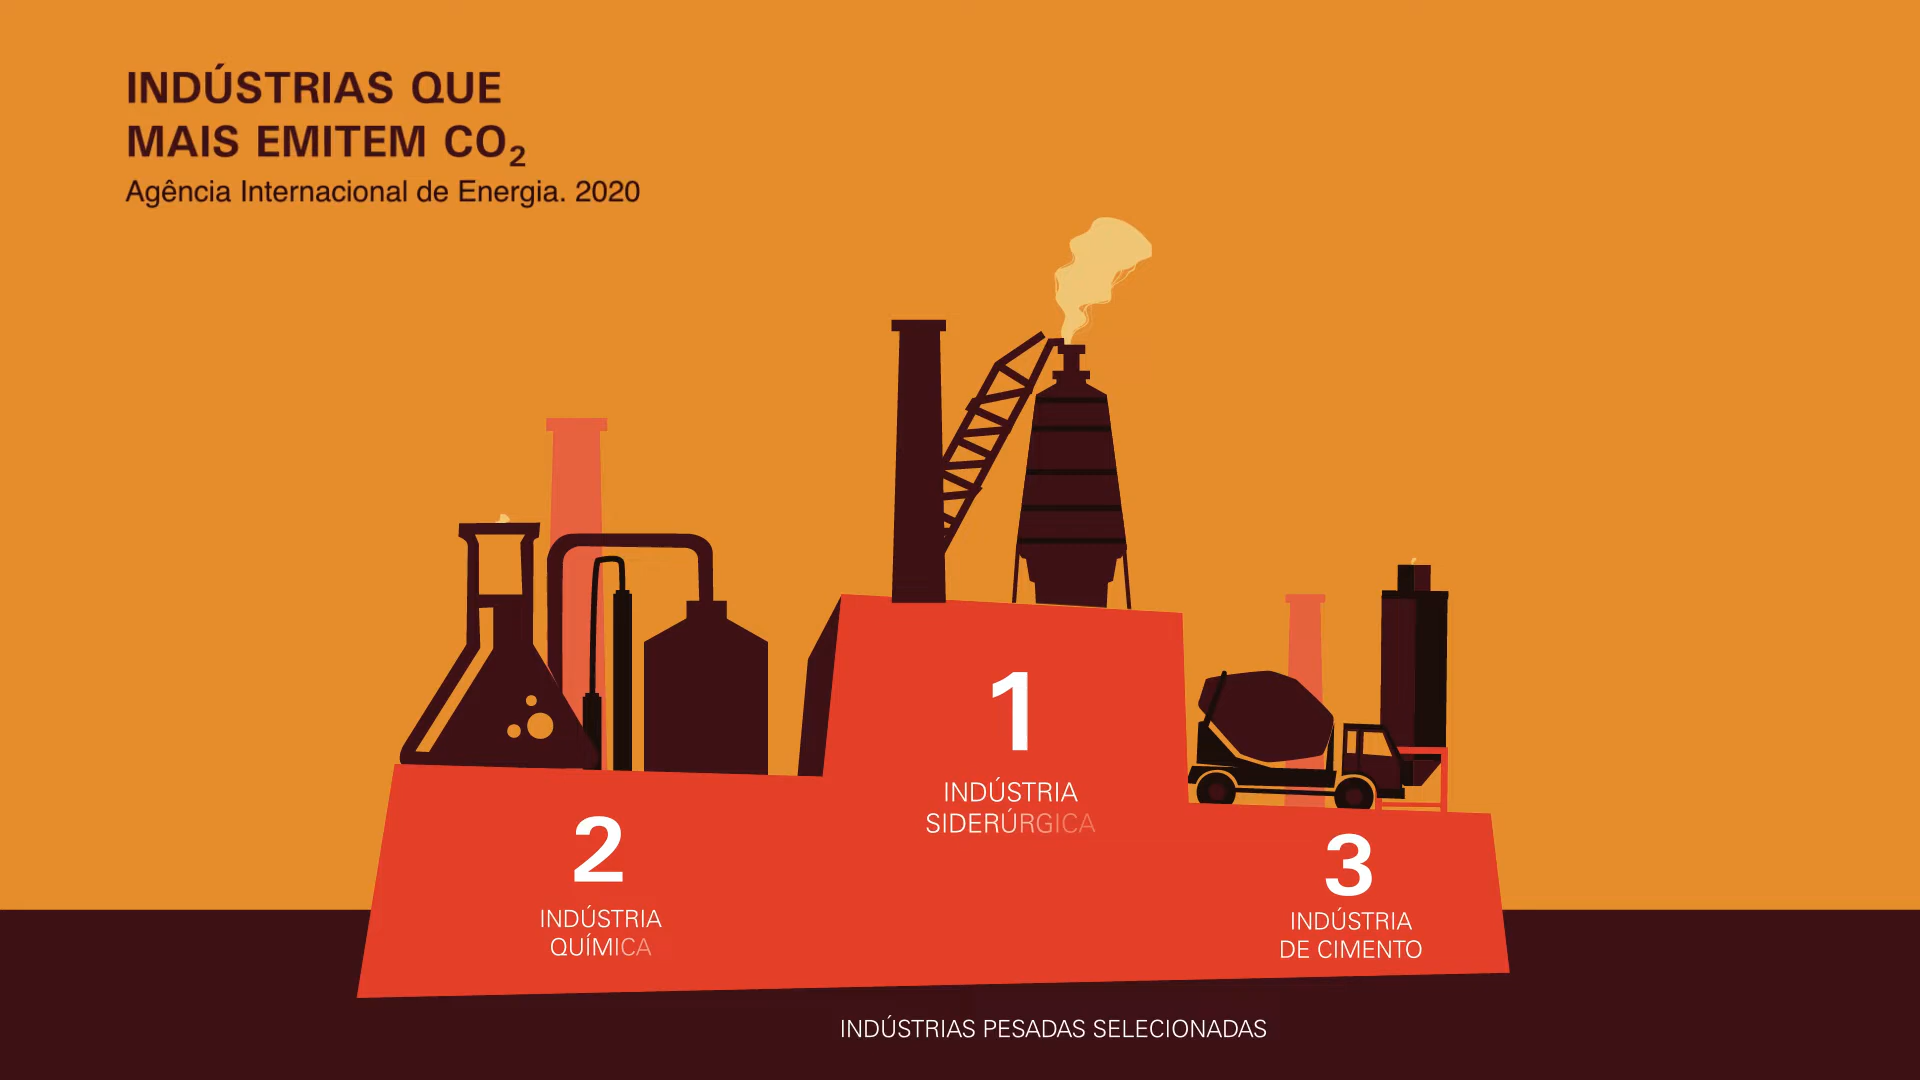 INDÚSTRIAS QUE
MAIS EMITEM CO₂
Agência Internacional de Energia. 2020
1
INDÚSTRIA
SIDERÚRGICA
2
INDÚSTRIA
QUÍMICA
3
INDÚSTRIA
DE CIMENTO
INDÚSTRIAS PESADAS SELECIONADAS